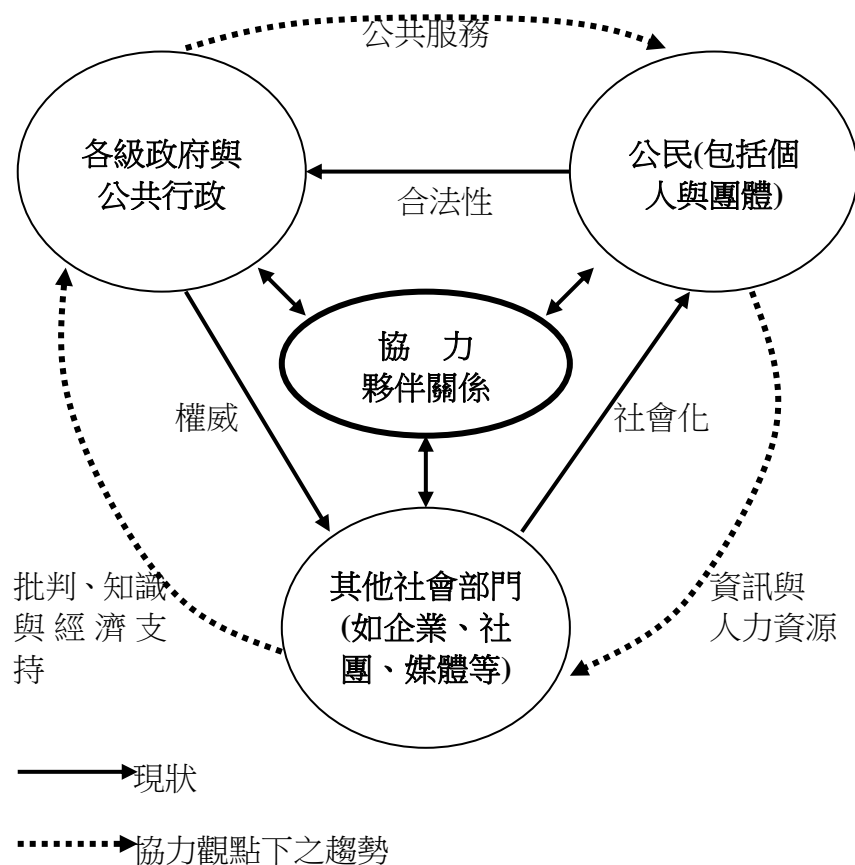 公共服務
各級政府與
公共行政
公民(包括個
人與團體)
合法性
協 力
夥伴關係
權威
社會化
批判、知識
與經濟支
持
其他社會部門
(如企業、社
團、媒體等)
資訊與
人力資源
現狀
協力觀點下之趨勢